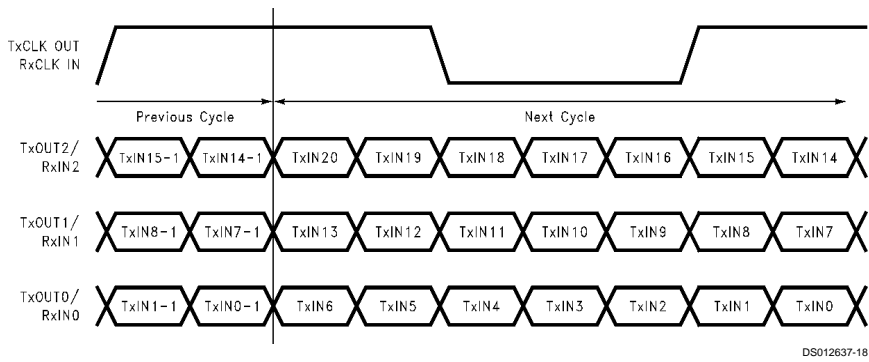 TxCLK OUT
RxCLK IN
Previous Cycle
Next Cycle
TxOUT2/
RxIN2
TxIN15-1 TxIN14-1 TxIN20 TxIN19 TxIN18 TxIN17 TxIN16 TxIN15 TxIN14
TxOUT1/
RxIN1
TxIN8-1 TxIN7-1 TxIN13 TxIN12 TxIN11 TxIN10 TxIN9 TxIN8 TxIN7
TxOUT0/
RxIN0
TxIN1-1 TxIN0-1 TxIN6 TxIN5 TxIN4 TxIN3 TxIN2 TxIN1 TxIN0
DS012637-18